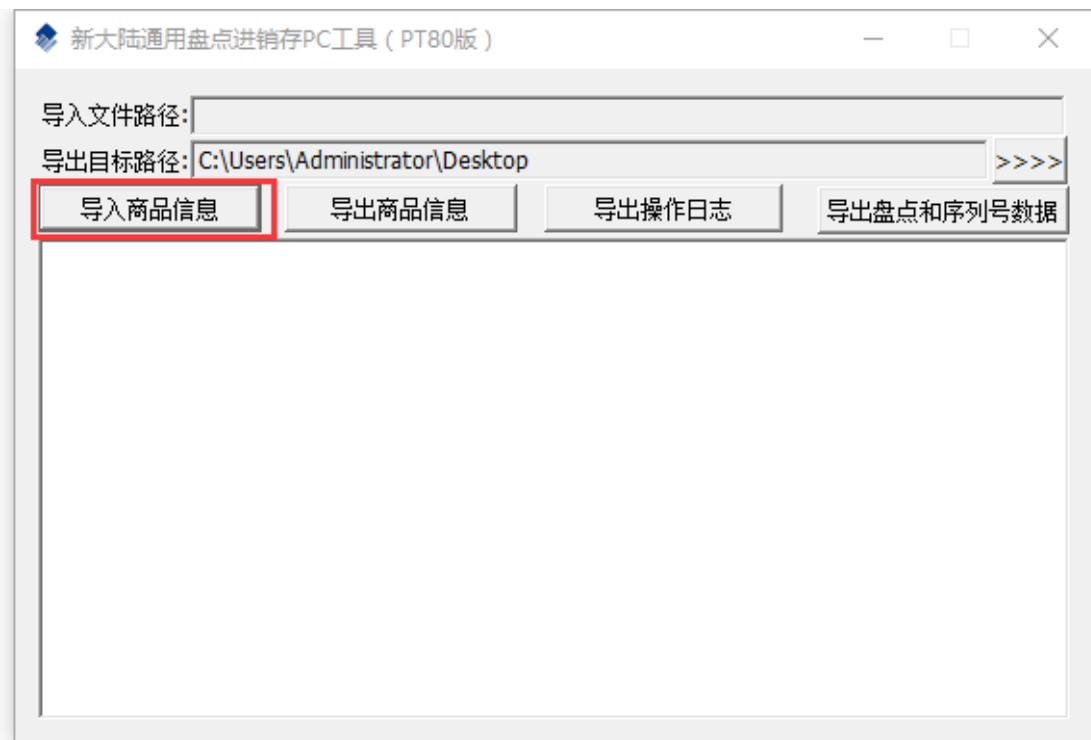 新大陆通用盘点进销存PC工具（PT80版）
导入文件路径:
导出目标路径: C:\Users\Administrator\Desktop >>>>
导入商品信息 导出商品信息 导出操作日志 导出盘点和序列号数据